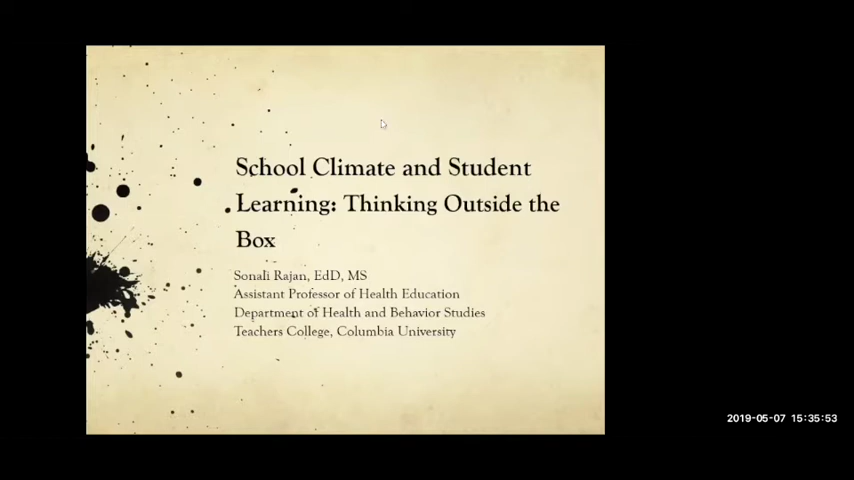 School Climate and Student
Learning: Thinking Outside the
Box
Sonali Rajan, EdD, MS
Assistant Professor of Health Education
Department of Health and Behavior Studies
Teachers College, Columbia University
2019-05-07 15:35:53